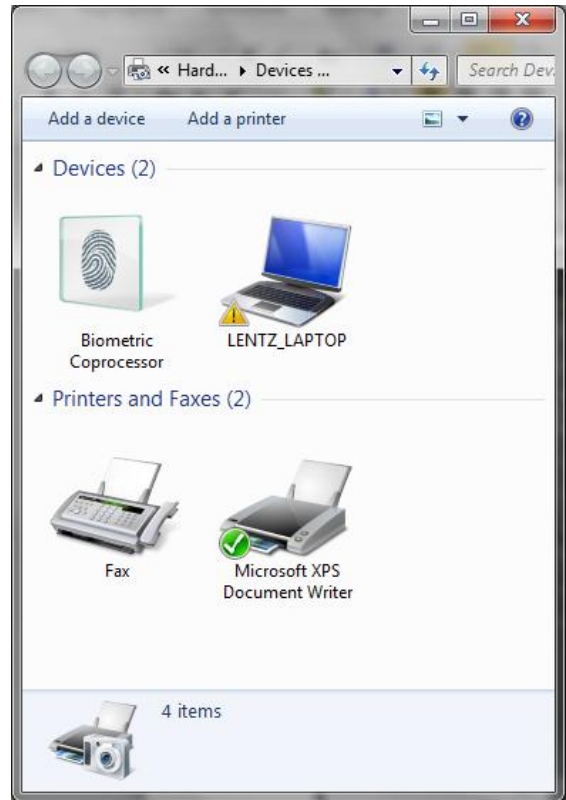 « Hard... ▸ Devices ...
Search Dev
Add a device Add a printer
Devices (2)
Biometric
Coprocessor
LENTZ_LAPTOP
Printers and Faxes (2)
Fax
Microsoft XPS
Document Writer
4 items